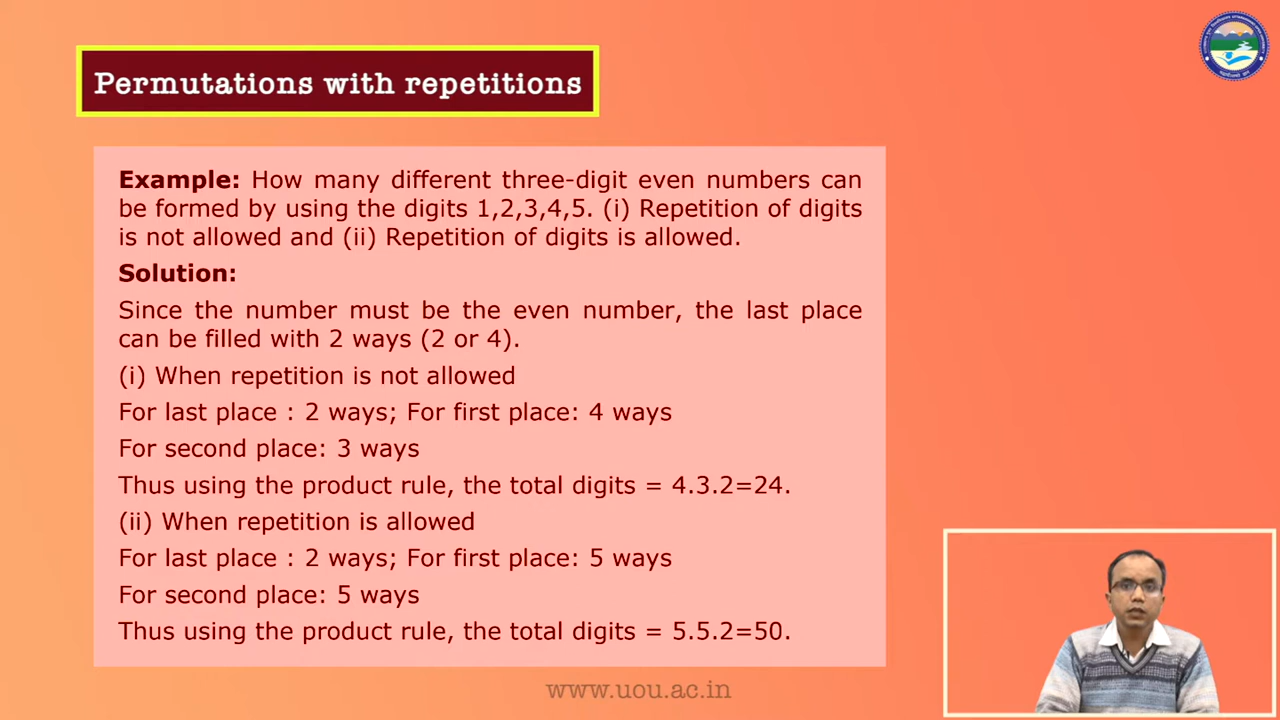 Permutations with repetitions
Example: How many different three-digit even numbers can
be formed by using the digits 1,2,3,4,5. (i) Repetition of digits
is not allowed and (ii) Repetition of digits is allowed.
Solution:
Since the number must be the even number, the last place
can be filled with 2 ways (2 or 4).
(i) When repetition is not allowed
For last place : 2 ways; For first place: 4 ways
For second place: 3 ways
Thus using the product rule, the total digits = 4.3.2=24.
(ii) When repetition is allowed
For last place : 2 ways; For first place: 5 ways
For second place: 5 ways
Thus using the product rule, the total digits = 5.5.2=50.
www.uou.ac.in